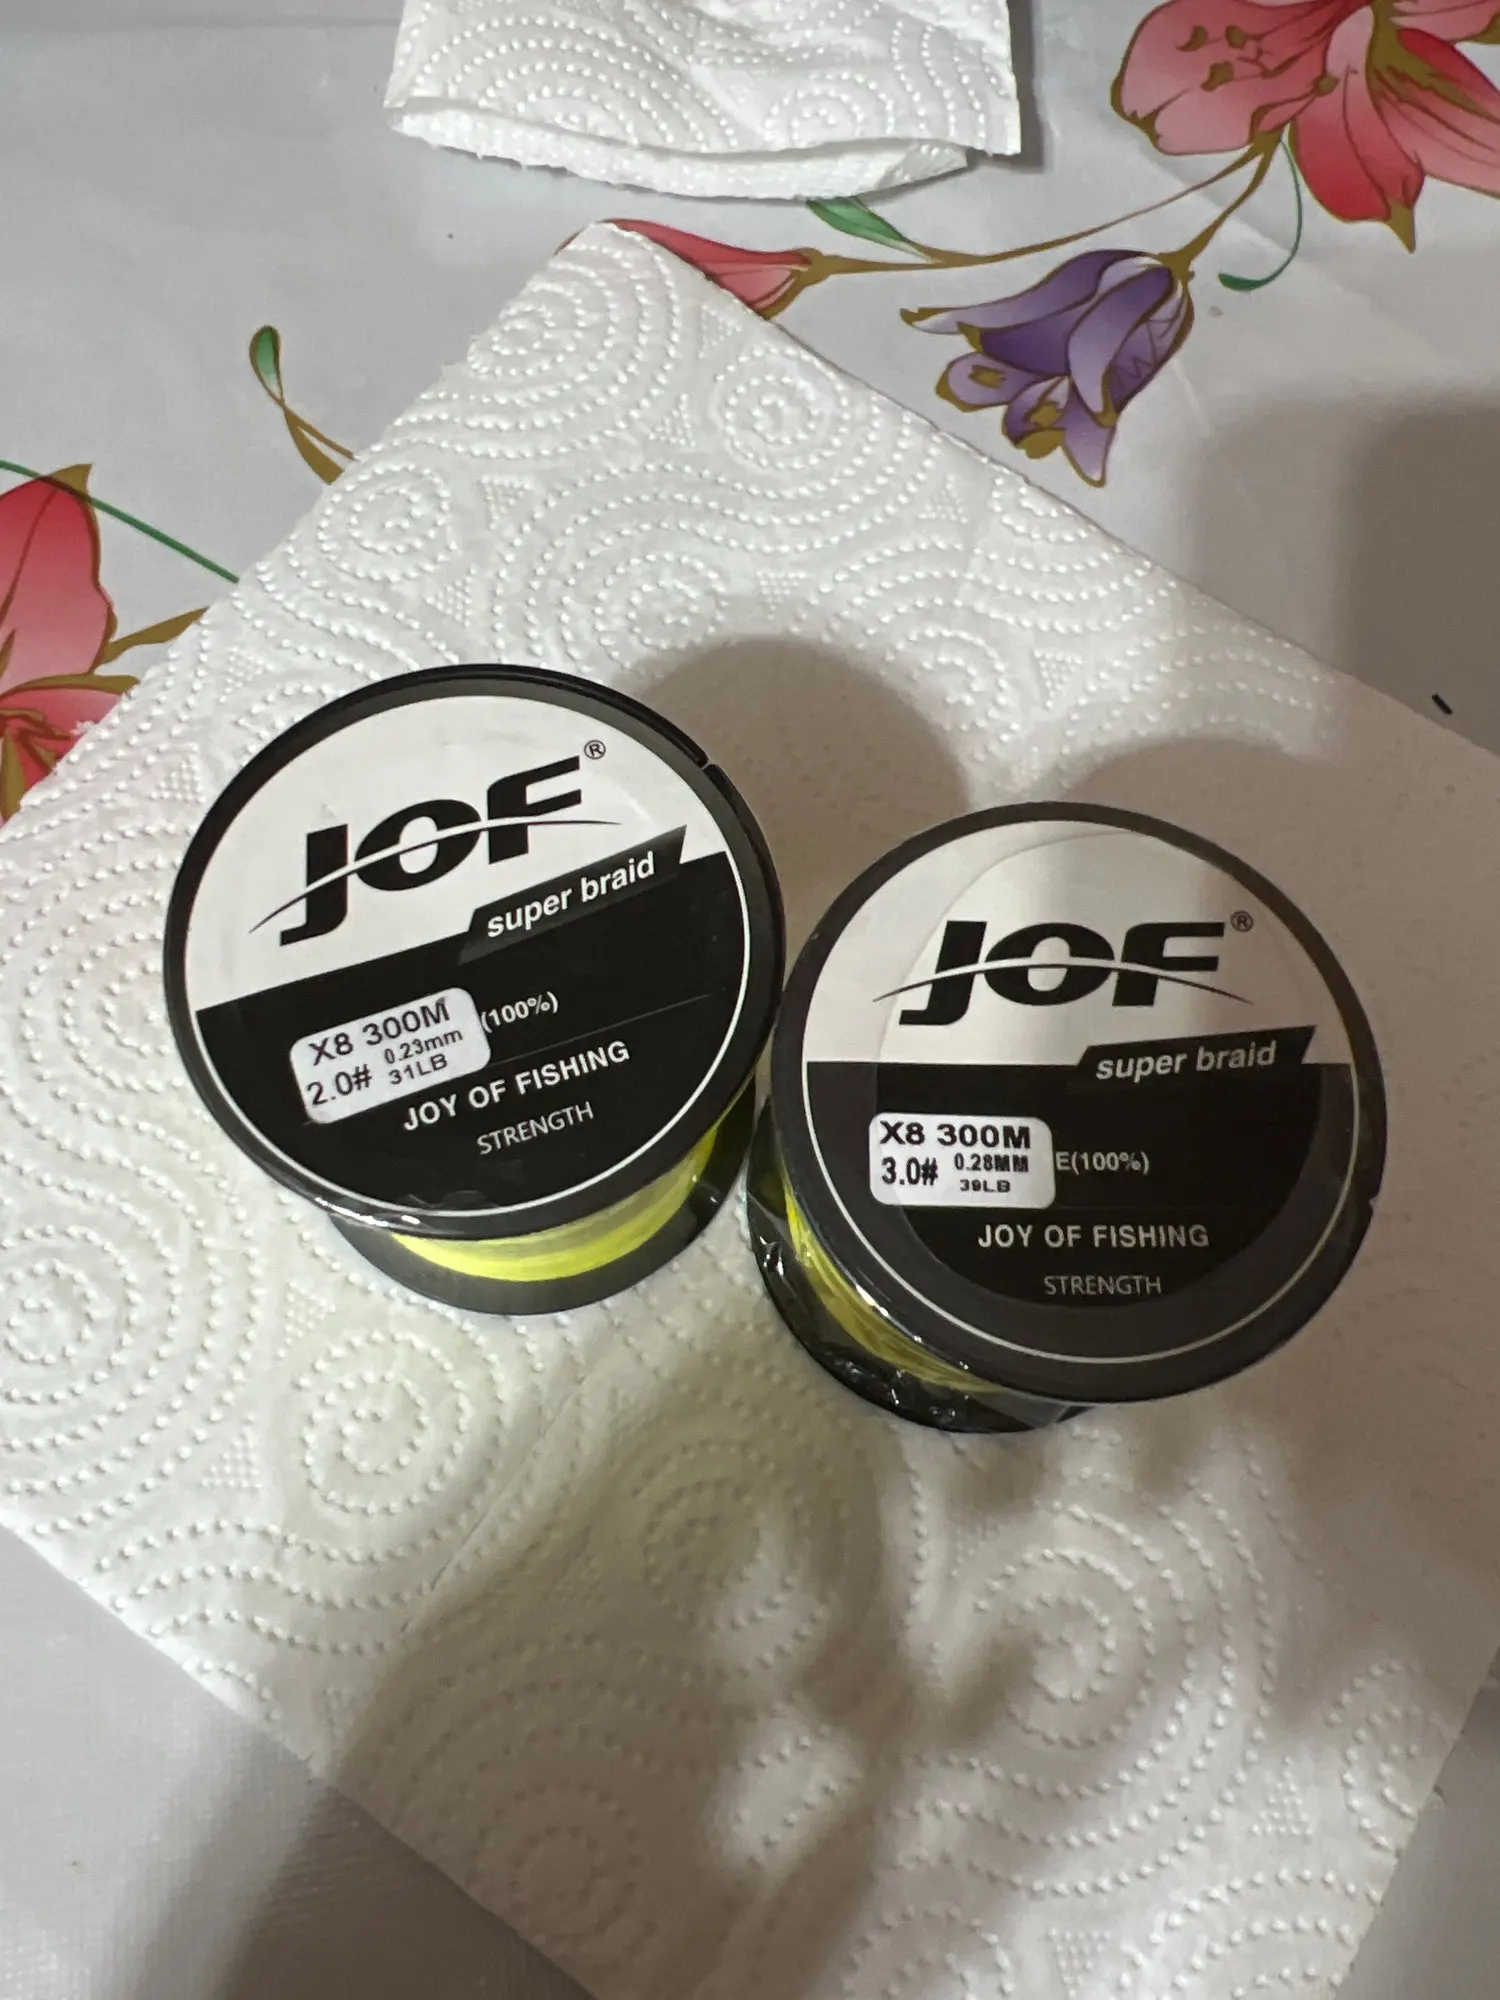 JOF®
super braid
X8 300M
2.0# 0.23mm
31LB
(100%)
JOY OF FISHING
STRENGTH
JOF®
super braid
X8 300M
3.0# 0.28MM
39LB
E(100%)
JOY OF FISHING
STRENGTH